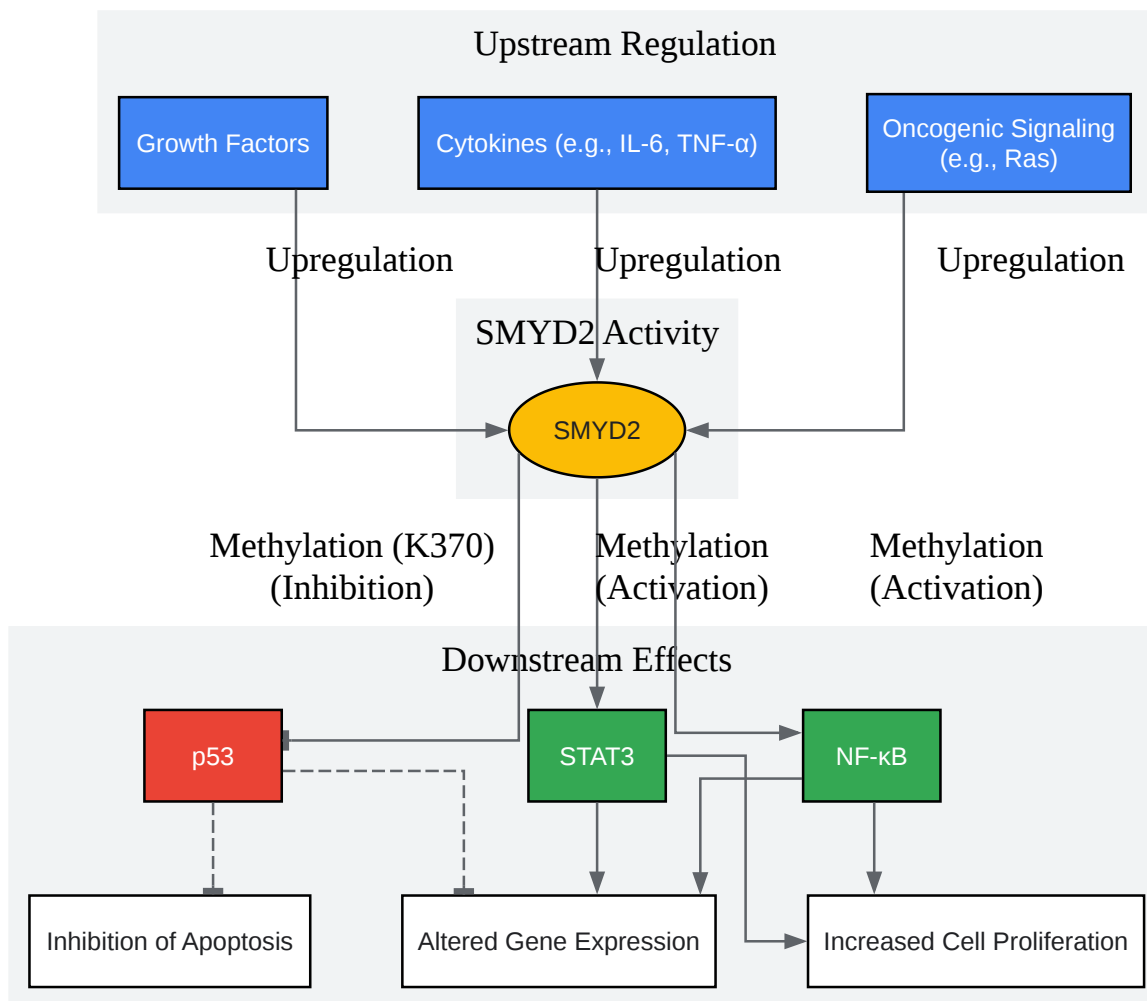 Upstream Regulation
Growth Factors
Cytokines (e.g., IL-6, TNF-α)
Oncogenic Signaling
(e.g., Ras)
Upregulation
Upregulation
Upregulation
SMYD2 Activity
SMYD2
Methylation (K370)
(Inhibition)
Methylation
(Activation)
Methylation
(Activation)
Downstream Effects
p53
STAT3
NF-κB
Inhibition of Apoptosis
Altered Gene Expression
Increased Cell Proliferation